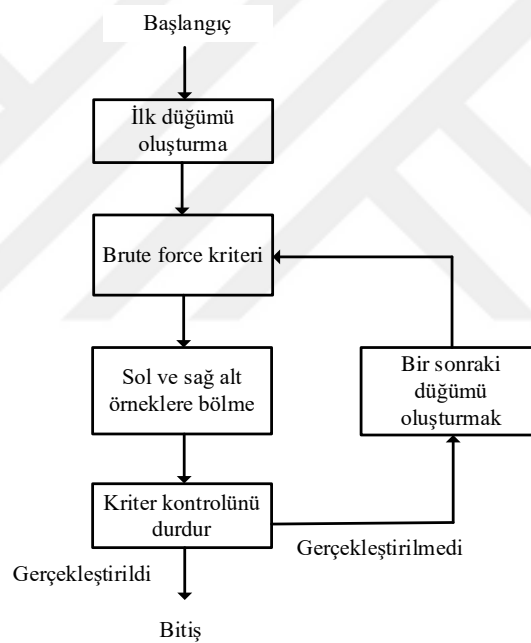 Başlangıç
İlk düğümü
oluşturma
Brute force kriteri
Sol ve sağ alt
örneklere bölme
Bir sonraki
düğümü
oluşturmak
Kriter kontrolünü
durdur
Gerçekleştirilmedi
Gerçekleştirildi
Bitiş